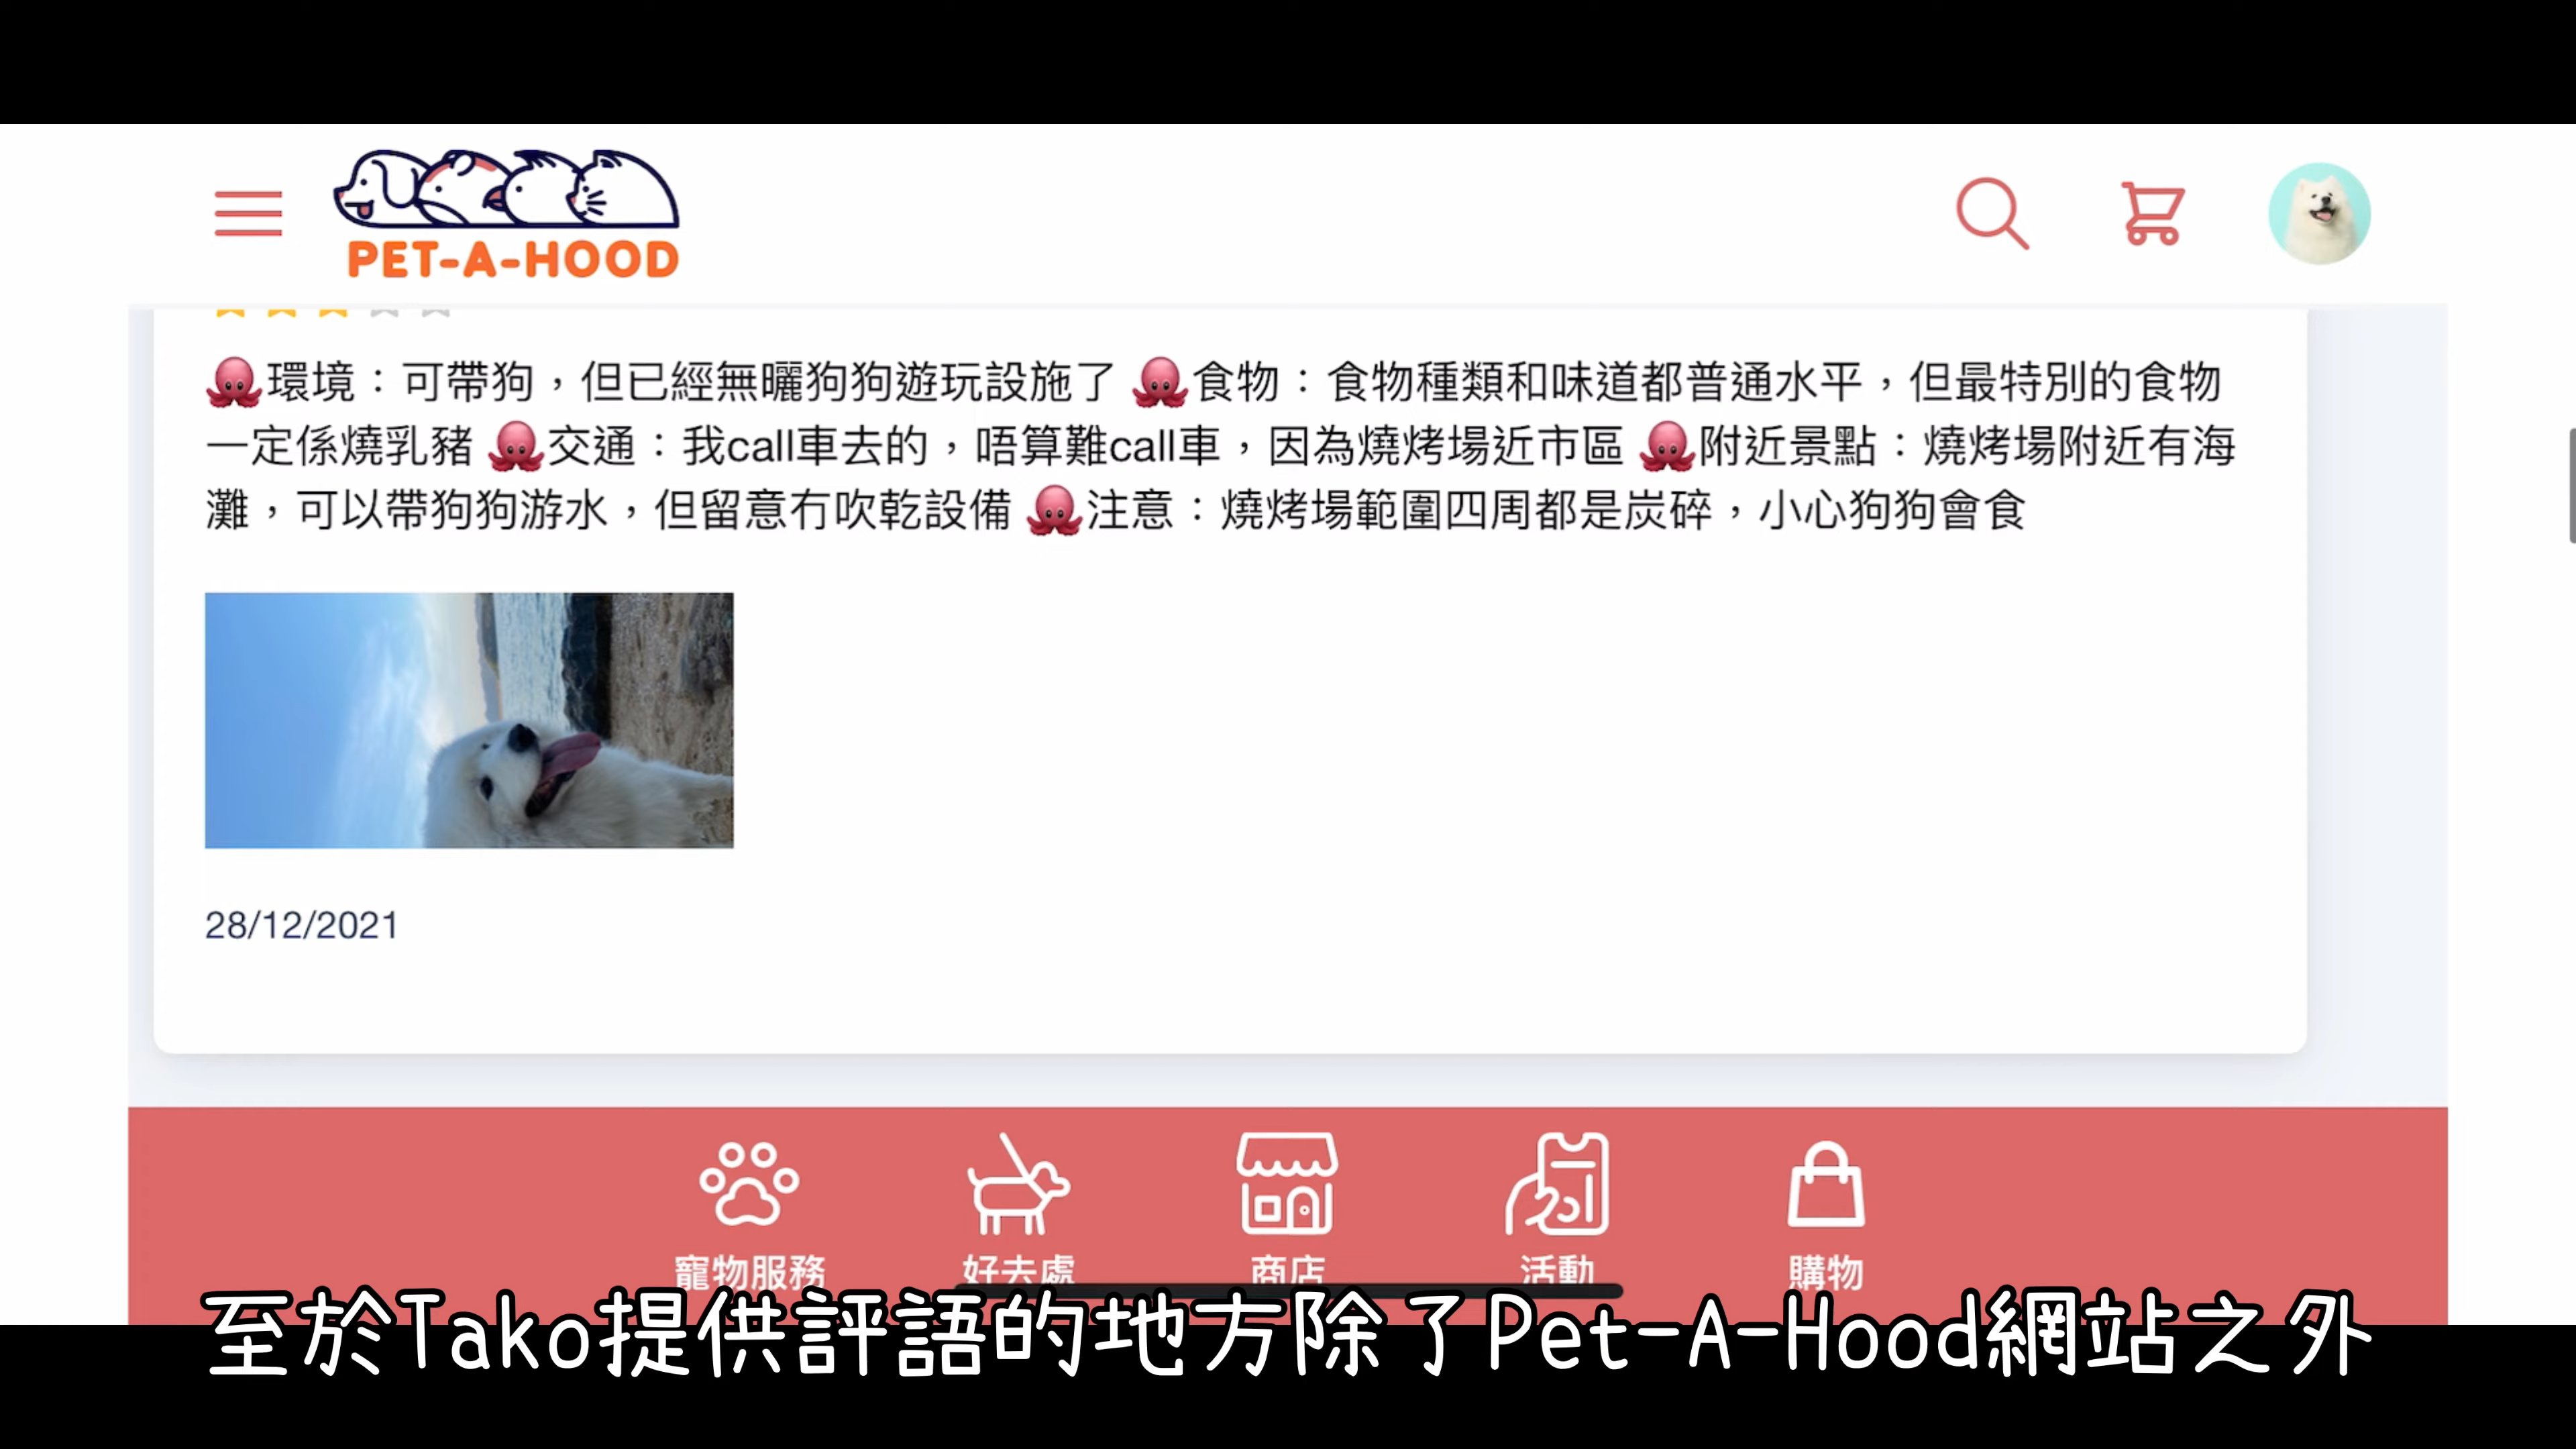 PET-A-HOOD
🐙環境：可帶狗，但已經無曬狗狗遊玩設施了 🐙食物：食物種類和味道都普通水平，但最特別的食物
一定係燒乳豬 🐙交通：我call車去的，唔算難call車，因為燒烤場近市區 🐙附近景點：燒烤場附近有海
灘，可以帶狗狗游水，但留意冇吹乾設備 🐙注意：燒烤場範圍四周都是炭碎，小心狗狗會食
28/12/2021
寵物服務 好去處 商店 活動 購物
至於Tako提供評語的地方除了Pet-A-Hood網站之外